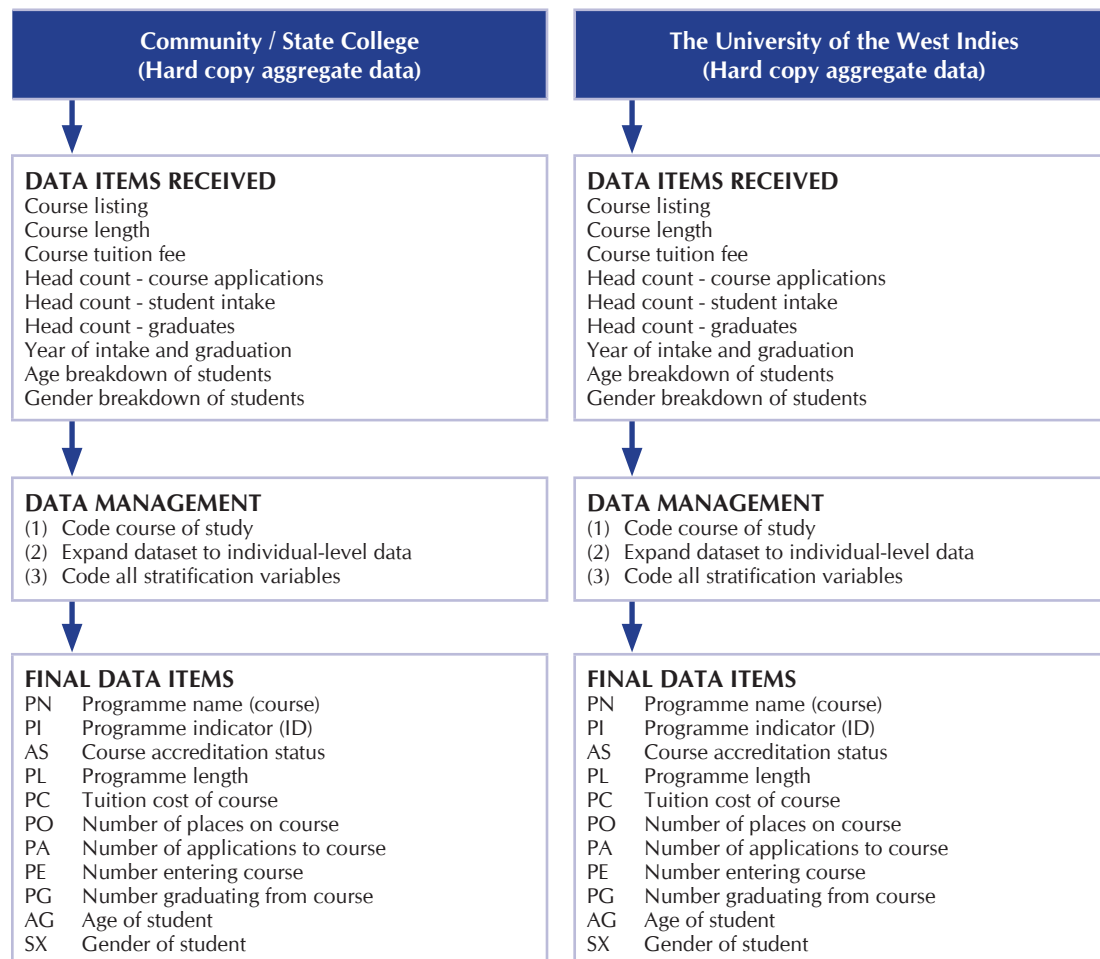 Community / State College
(Hard copy aggregate data)
DATA ITEMS RECEIVED
Course listing
Course length
Course tuition fee
Head count - course applications
Head count - student intake
Head count - graduates
Year of intake and graduation
Age breakdown of students
Gender breakdown of students
DATA MANAGEMENT
(1) Code course of study
(2) Expand dataset to individual-level data
(3) Code all stratification variables
FINAL DATA ITEMS
PN Programme name (course)
PI Programme indicator (ID)
AS Course accreditation status
PL Programme length
PC Tuition cost of course
PO Number of places on course
PA Number of applications to course
PE Number entering course
PG Number graduating from course
AG Age of student
SX Gender of student
The University of the West Indies
(Hard copy aggregate data)
DATA ITEMS RECEIVED
Course listing
Course length
Course tuition fee
Head count - course applications
Head count - student intake
Head count - graduates
Year of intake and graduation
Age breakdown of students
Gender breakdown of students
DATA MANAGEMENT
(1) Code course of study
(2) Expand dataset to individual-level data
(3) Code all stratification variables
FINAL DATA ITEMS
PN Programme name (course)
PI Programme indicator (ID)
AS Course accreditation status
PL Programme length
PC Tuition cost of course
PO Number of places on course
PA Number of applications to course
PE Number entering course
PG Number graduating from course
AG Age of student
SX Gender of student